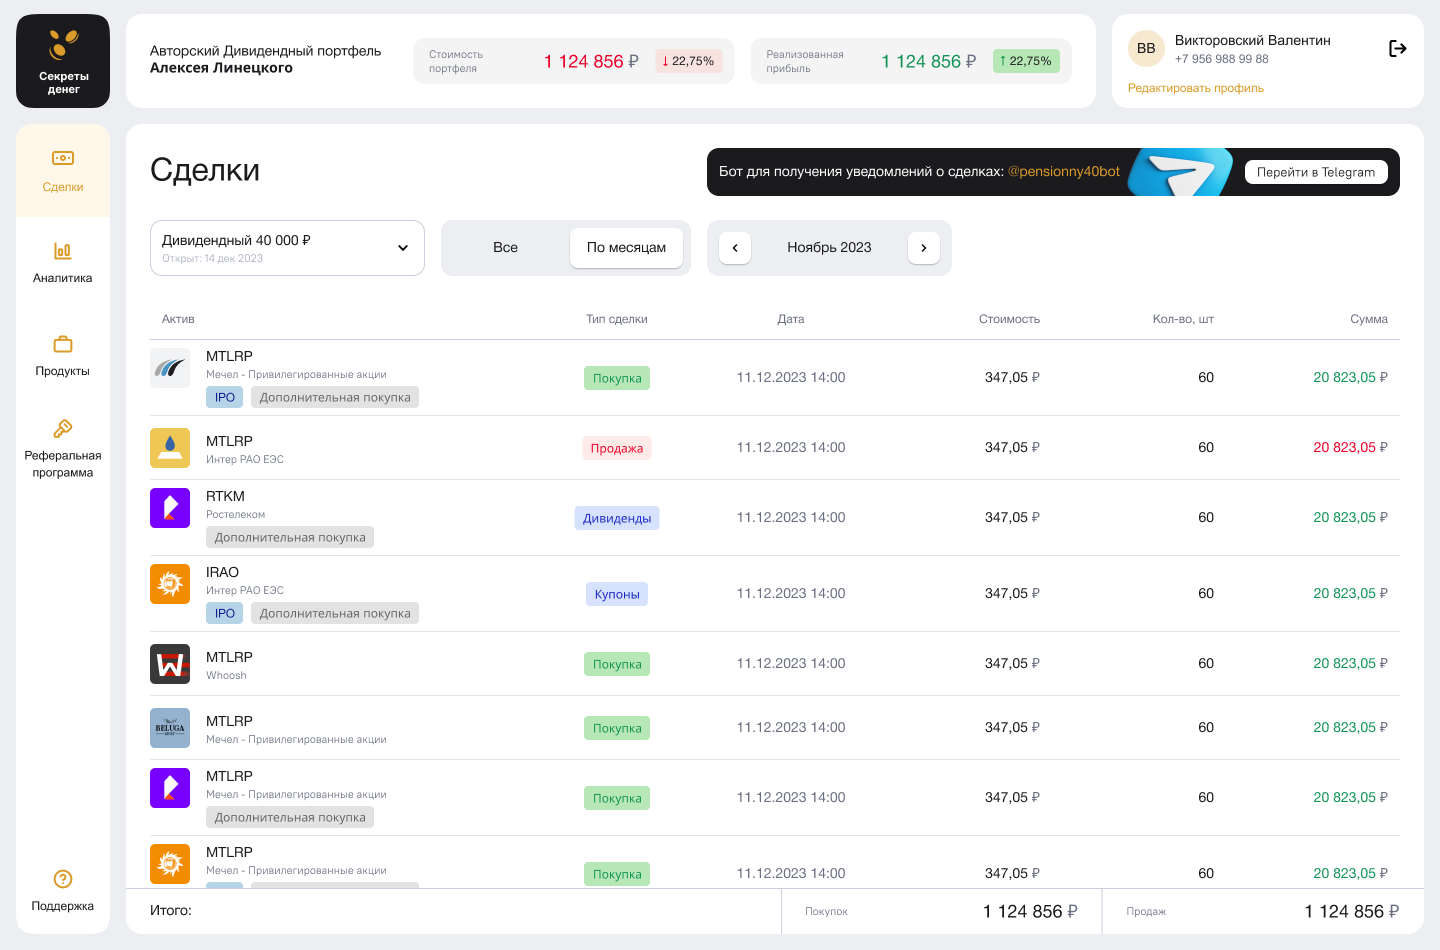 Секреты
денег
Авторский Дивидендный портфель
Алексея Линецкого
Стоимость
портфеля
1 124 856 ₽
↓ 22,75%
Реализованная
прибыль
1 124 856 ₽
↑ 22,75%
ВВ
Викторовский Валентин
+7 956 988 99 88
Редактировать профиль
Сделки
Аналитика
Продукты
Реферальная
программа
Поддержка
Сделки
Бот для получения уведомлений о сделках: @pensionny40bot
Перейти в Telegram
Дивидендный 40 000 ₽
Открыт: 14 дек 2023
Все
По месяцам
Ноябрь 2023
Актив Тип сделки Дата Стоимость Кол-во, шт Сумма
MTLRP
Мечел - Привилегированные акции
IPO Дополнительная покупка
Покупка 11.12.2023 14:00 347,05 ₽ 60 20 823,05 ₽
MTLRP
Интер РАО ЕЭС
Продажа 11.12.2023 14:00 347,05 ₽ 60 20 823,05 ₽
RTKM
Ростелеком
Дополнительная покупка
Дивиденды 11.12.2023 14:00 347,05 ₽ 60 20 823,05 ₽
IRAO
Интер РАО ЕЭС
IPO Дополнительная покупка
Купоны 11.12.2023 14:00 347,05 ₽ 60 20 823,05 ₽
MTLRP
Whoosh
Покупка 11.12.2023 14:00 347,05 ₽ 60 20 823,05 ₽
BELUGA
MTLRP
Мечел - Привилегированные акции
Покупка 11.12.2023 14:00 347,05 ₽ 60 20 823,05 ₽
MTLRP
Мечел - Привилегированные акции
Дополнительная покупка
Покупка 11.12.2023 14:00 347,05 ₽ 60 20 823,05 ₽
MTLRP
Мечел - Привилегированные акции
Покупка 11.12.2023 14:00 347,05 ₽ 60 20 823,05 ₽
Итого:
Покупок 1 124 856 ₽
Продаж 1 124 856 ₽